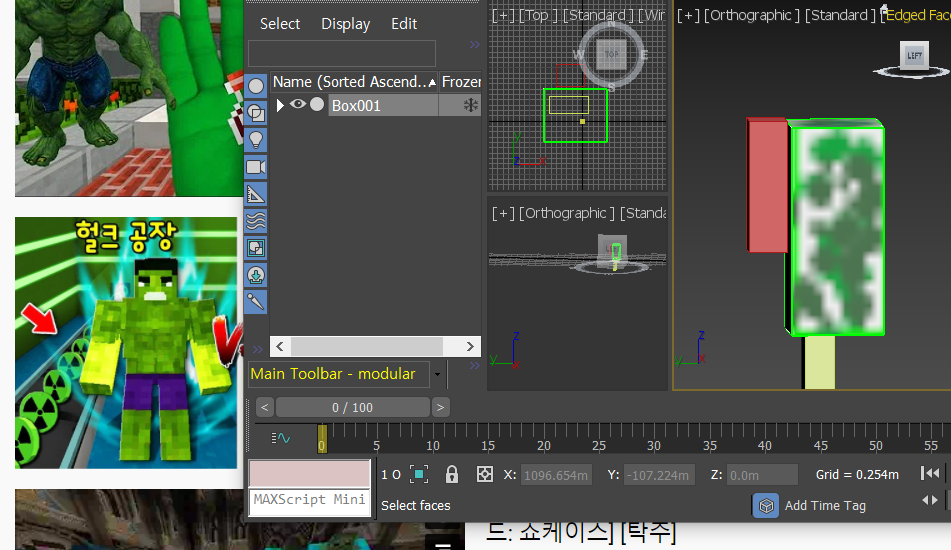 Select Display Edit
Name (Sorted Ascend.. Frozen
Box001
[+] [Top ] [Standard ] [Wir
N
W TOP E
S
[+] [Orthographic ] [Standard ] [Edged Fac
LEFT
y
z
[+] [Orthographic ] [Standa
z
y x
z
y x
헐크 공장
V
Main Toolbar - modular
< 0 / 100 >
0 5 10 15 20 25 30 35 40 45 50 55
1 O X: 1096.654m Y: -107.224m Z: 0.0m Grid = 0.254m
MAXScript Mini
Select faces
Add Time Tag
드: 쇼케이스] [탁주]